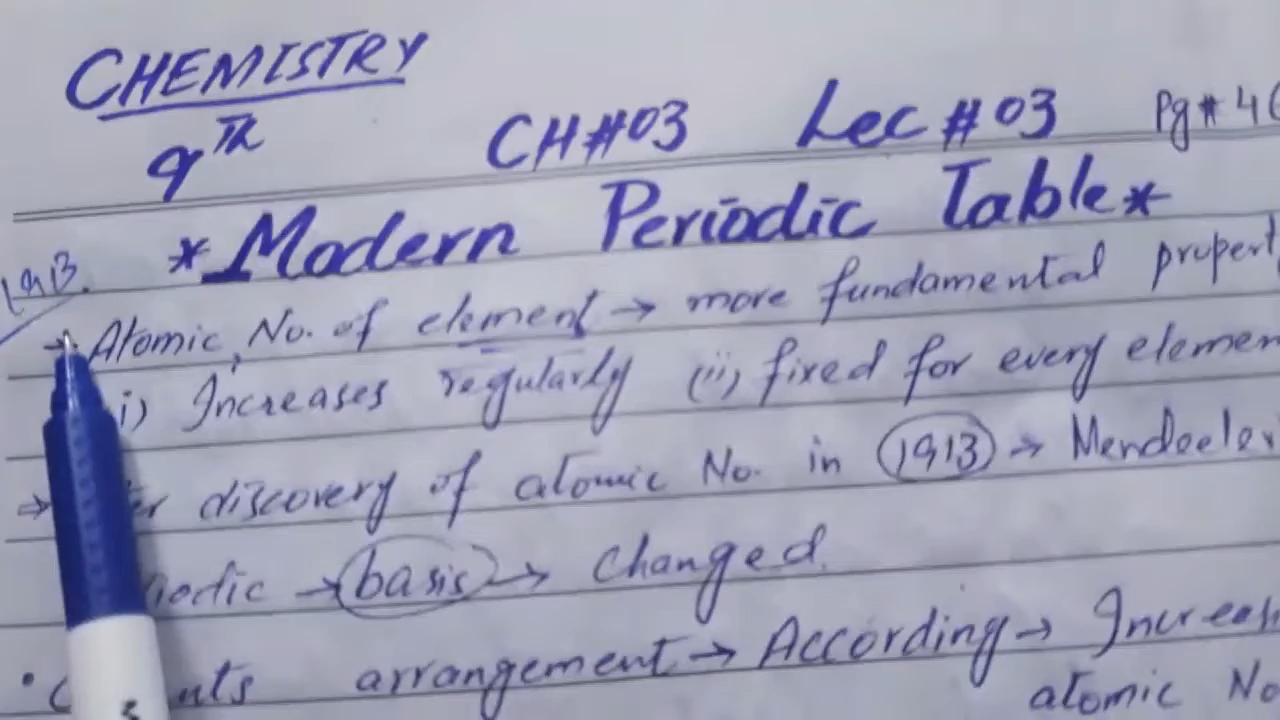 CHEMISTRY
9th CH#03 Lec #03 Pg# 4
*Modern Periodic Table*
1913.
→ Atomic No. of element → more fundamental propert
i) Increases regularly (ii) fixed for every elemen
→ discovery of atomic No. in 1913 → Mendeelev
→ basis → Changed.
• arrangement → According → Increas
atomic No